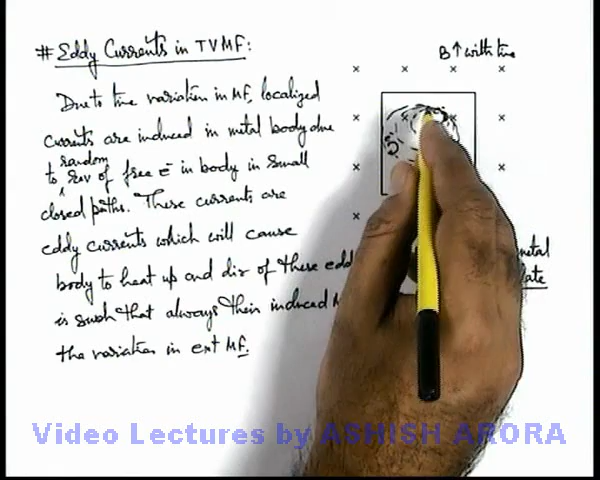 # Eddy Currents in TVMF:
B↑ with time
Due to time variation in MF, localized
currents are induced in metal body due
random
to rev of free e⁻ in body in small
closed paths. These currents are
eddy currents which will cause
metal
body to heat up and dir of these edd
is such that always their induced M
the variation in ext MF.
Video Lectures by ASHISH ARORA